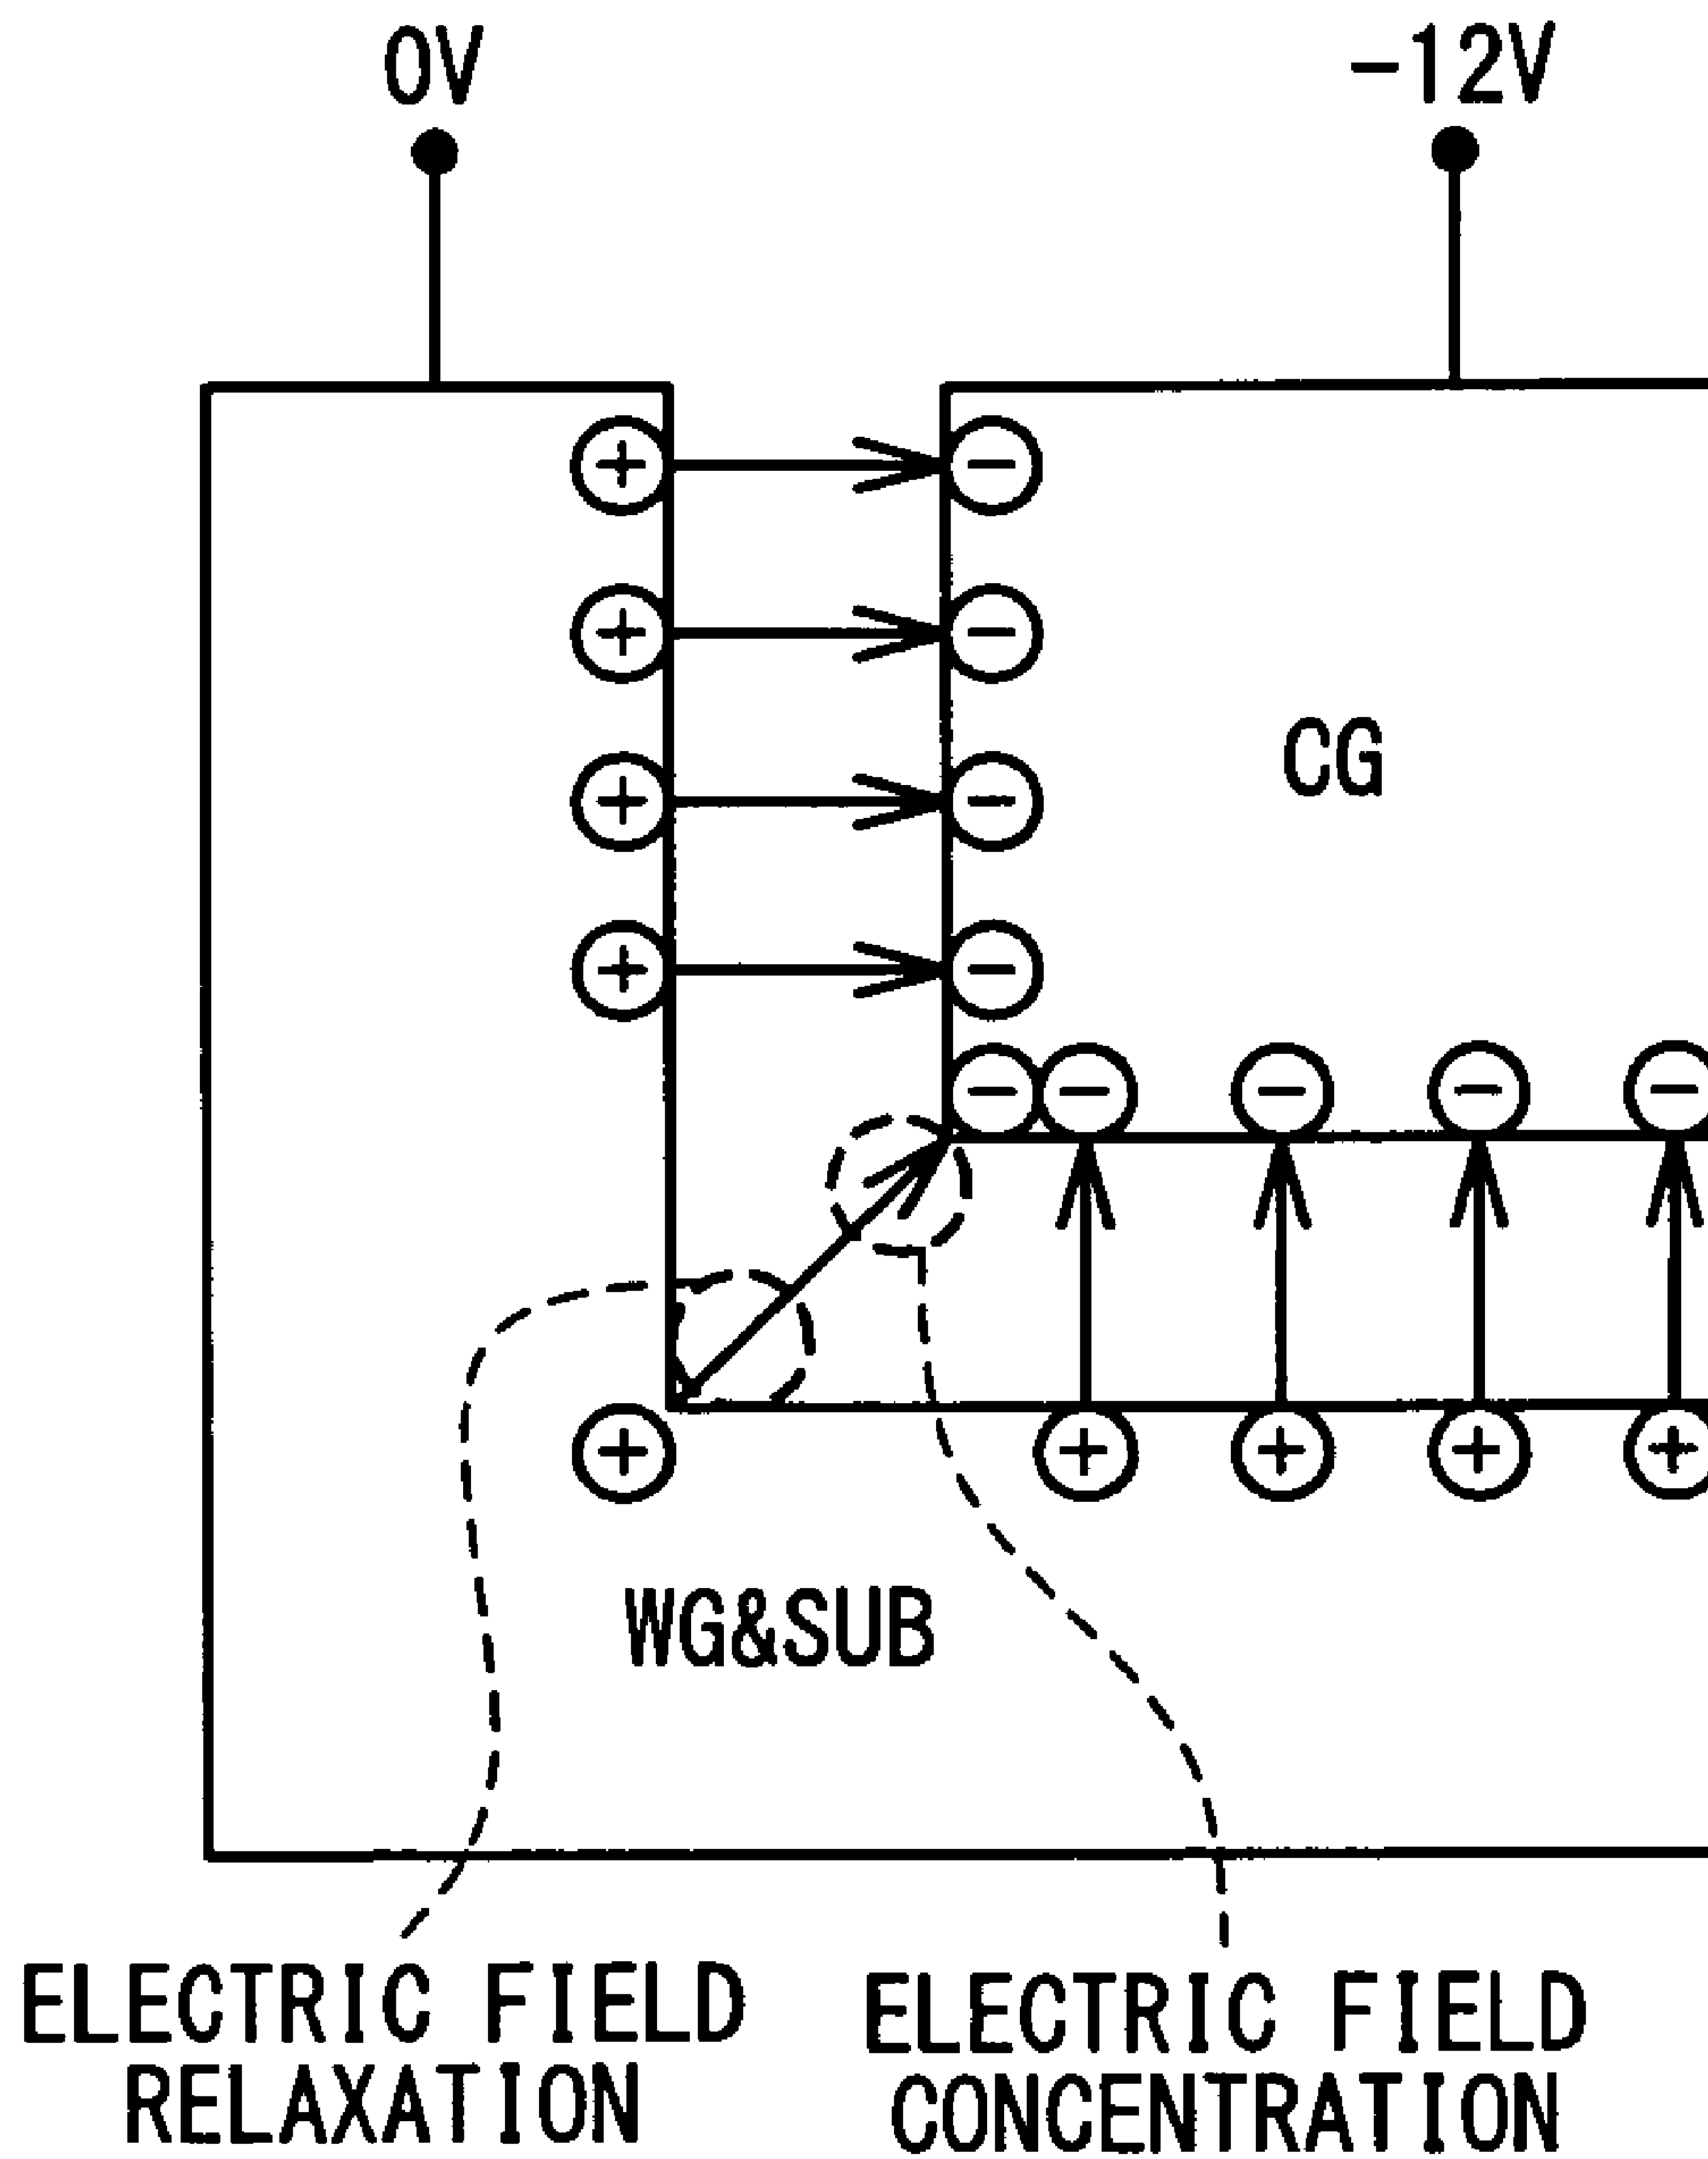 0V
-12V
CG
WG&SUB
ELECTRIC FIELD
RELAXATION
ELECTRIC FIELD
CONCENTRATION